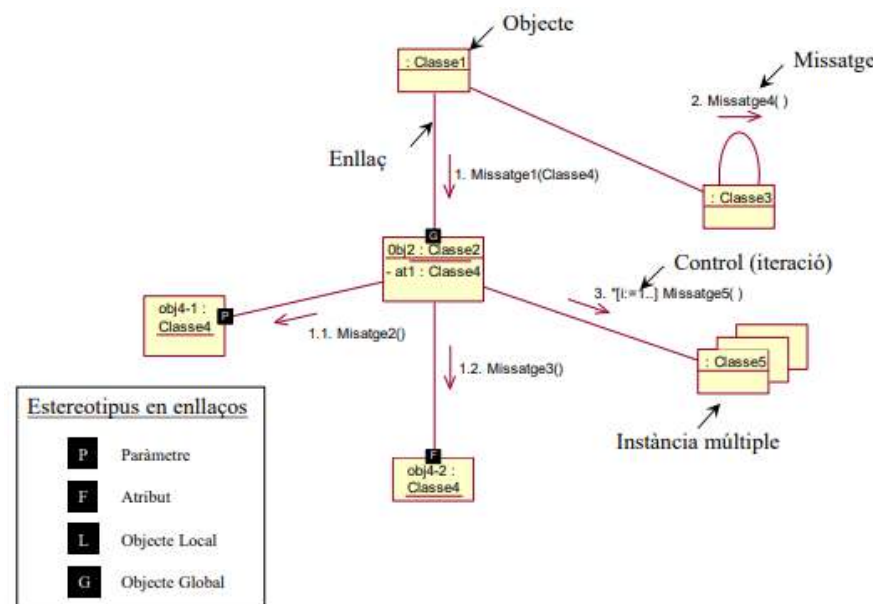 Objecte
: Classe1
Missatge
2. Missatge4( )
Enllaç
1. Missatge1(Classe4)
: Classe3
G
0bj2 : Classe2
- at1 : Classe4
Control (iteració)
3. *[i:=1..] Missatge5( )
obj4-1 :
Classe4
P
1.1. Misatge2()
1.2. Missatge3()
: Classe5
Instància múltiple
F
obj4-2 :
Classe4
Estereotipus en enllaços
P Paràmetre
F Atribut
L Objecte Local
G Objecte Global